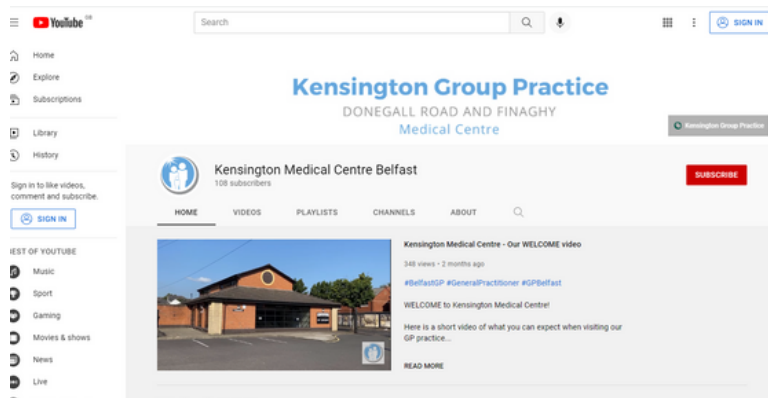 YouTube GB
Search
SIGN IN
Home
Explore
Subscriptions
Library
History
Sign in to like videos,
comment and subscribe.
SIGN IN
BEST OF YOUTUBE
Music
Sport
Gaming
Movies & shows
News
Live
Kensington Group Practice
DONEGALL ROAD AND FINAGHY
Medical Centre
Kensington Group Practice
Kensington Medical Centre Belfast
108 subscribers
SUBSCRIBE
HOME
VIDEOS
PLAYLISTS
CHANNELS
ABOUT
Kensington Medical Centre - Our WELCOME video
348 views • 2 months ago
#BelfastGP #GeneralPractitioner #GPBelfast
WELCOME to Kensington Medical Centre!
Here is a short video of what you can expect when visiting our
GP practice...
READ MORE